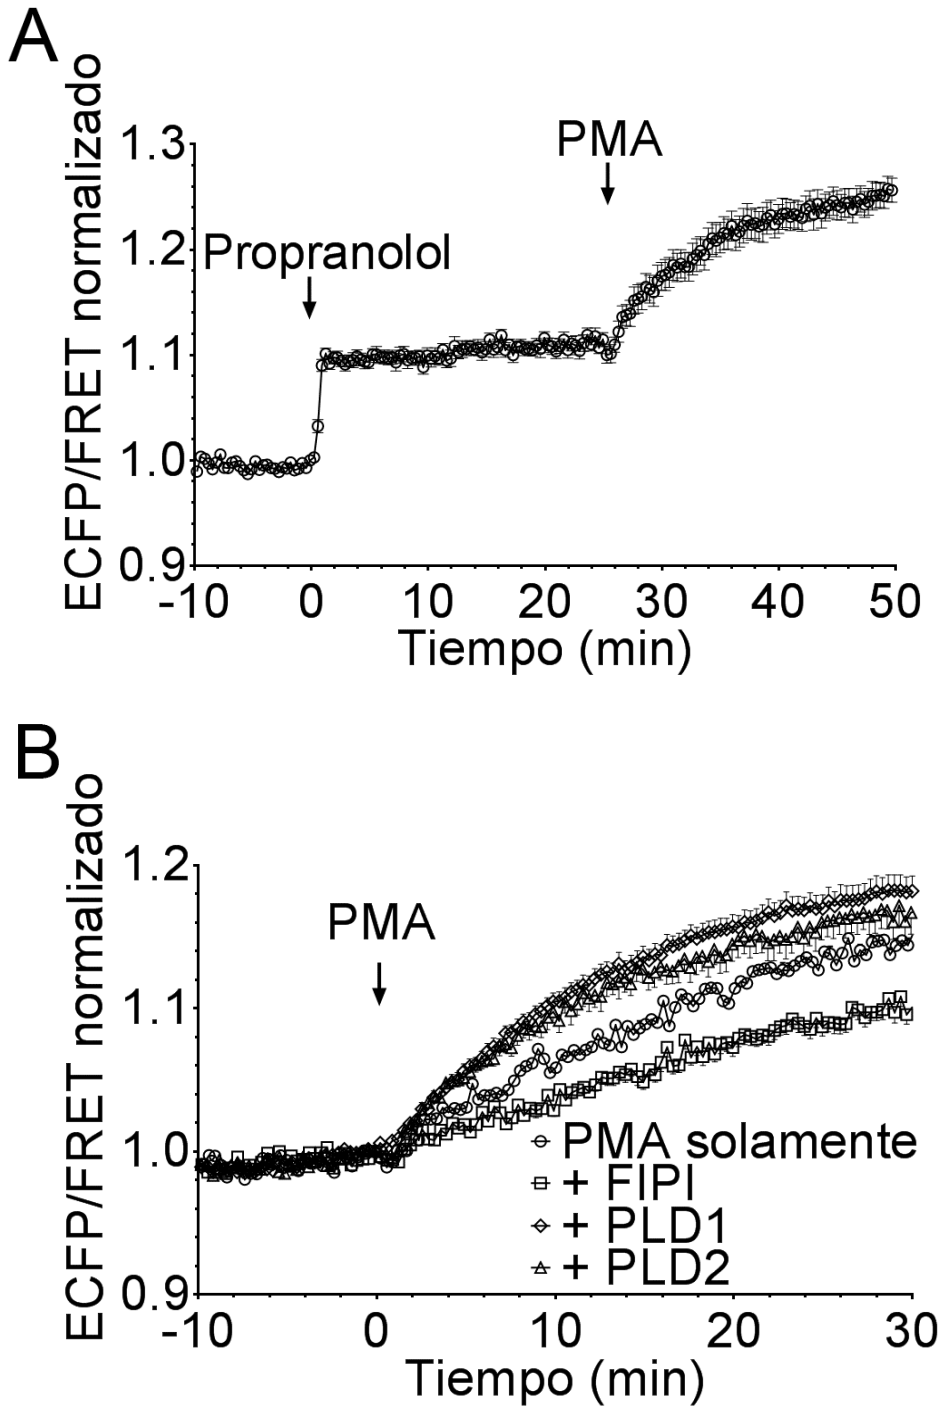 A
ECFP/FRET normalizado
1.3
1.2
1.1
1.0
0.9
Propranolol
PMA
-10 0 10 20 30 40 50
Tiempo (min)
B
ECFP/FRET normalizado
1.2
1.1
1.0
0.9
PMA
PMA solamente
+ FIPI
+ PLD1
+ PLD2
-10 0 10 20 30
Tiempo (min)